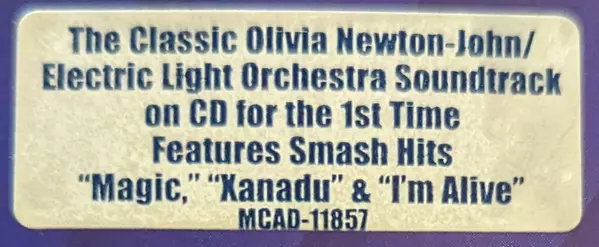 The Classic Olivia Newton-John/
Electric Light Orchestra Soundtrack
on CD for the 1st Time
Features Smash Hits
“Magic,” “Xanadu” & “I’m Alive”
MCAD-11857